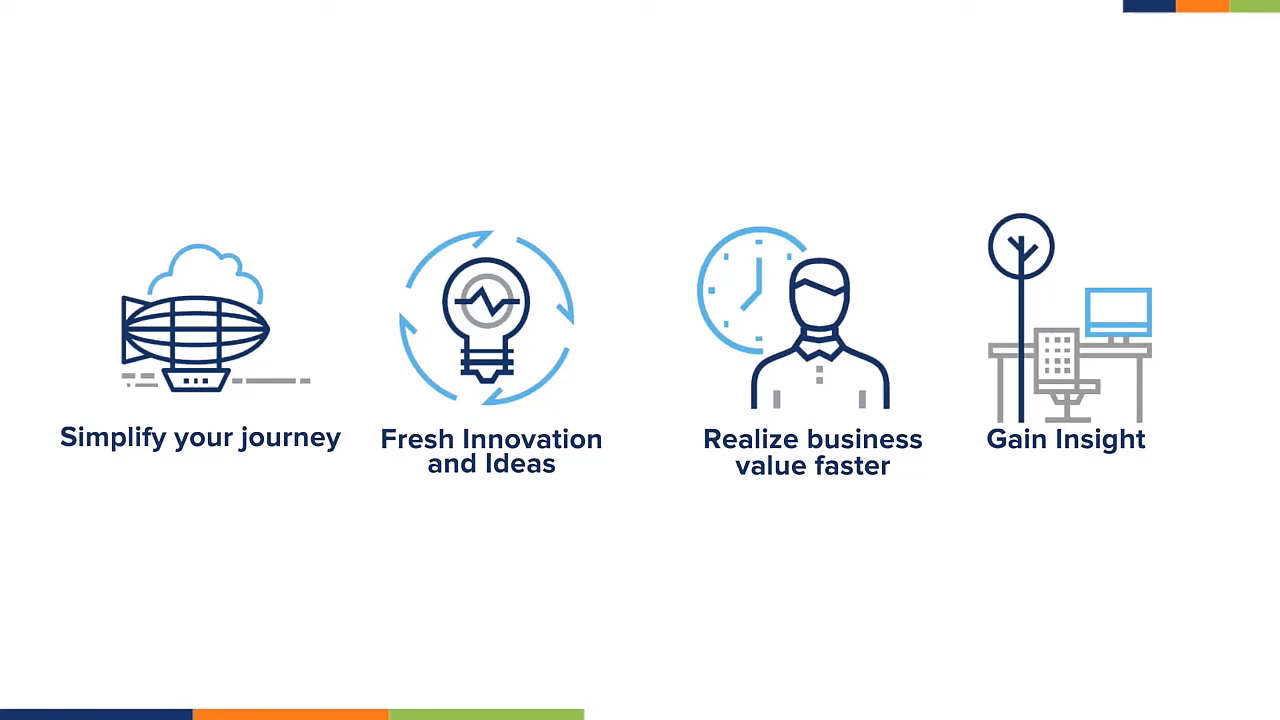 Simplify your journey
Fresh Innovation
and Ideas
Realize business
value faster
Gain Insight